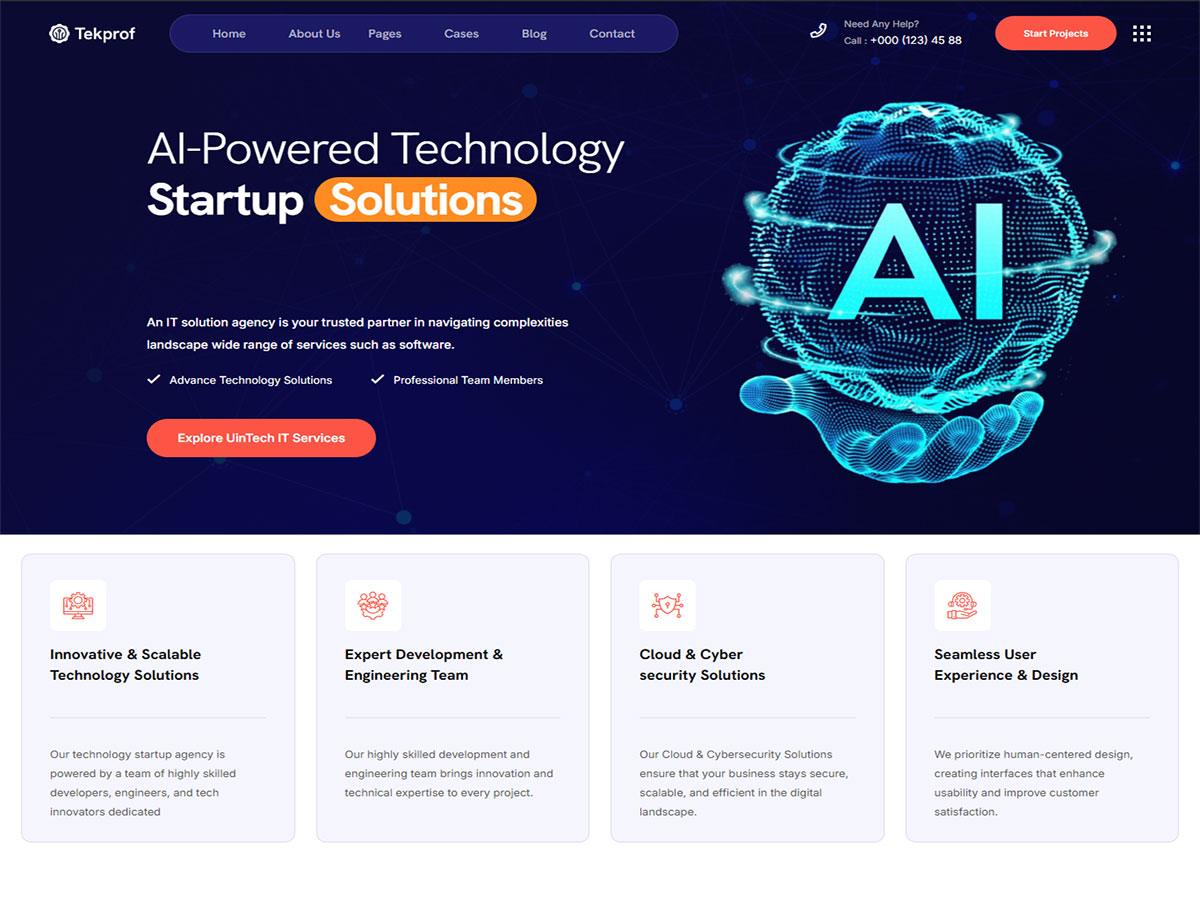 Tekprof
Home About Us Pages Cases Blog Contact
Need Any Help?
Call : +000 (123) 45 88
Start Projects
AI-Powered Technology
Startup Solutions
AI
An IT solution agency is your trusted partner in navigating complexities
landscape wide range of services such as software.
Advance Technology Solutions
Professional Team Members
Explore UinTech IT Services
Innovative & Scalable
Technology Solutions
Our technology startup agency is
powered by a team of highly skilled
developers, engineers, and tech
innovators dedicated
Expert Development &
Engineering Team
Our highly skilled development and
engineering team brings innovation and
technical expertise to every project.
Cloud & Cyber
security Solutions
Our Cloud & Cybersecurity Solutions
ensure that your business stays secure,
scalable, and efficient in the digital
landscape.
Seamless User
Experience & Design
We prioritize human-centered design,
creating interfaces that enhance
usability and improve customer
satisfaction.